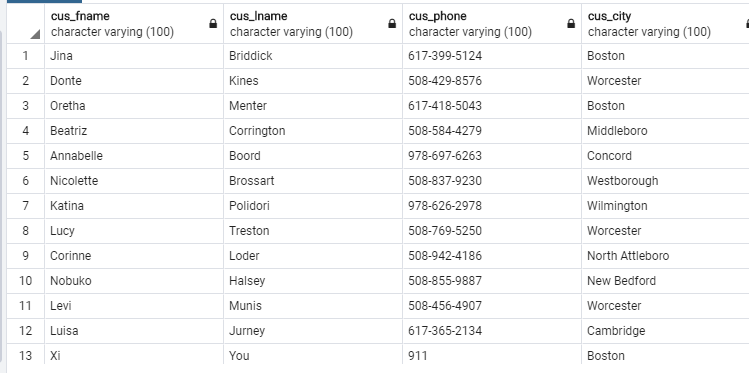 cus_fname cus_lname cus_phone cus_city
character varying (100) character varying (100) character varying (100) character varying (100)
1 Jina Briddick 617-399-5124 Boston
2 Donte Kines 508-429-8576 Worcester
3 Oretha Menter 617-418-5043 Boston
4 Beatriz Corrington 508-584-4279 Middleboro
5 Annabelle Boord 978-697-6263 Concord
6 Nicolette Brossart 508-837-9230 Westborough
7 Katina Polidori 978-626-2978 Wilmington
8 Lucy Treston 508-769-5250 Worcester
9 Corinne Loder 508-942-4186 North Attleboro
10 Nobuko Halsey 508-855-9887 New Bedford
11 Levi Munis 508-456-4907 Worcester
12 Luisa Jurney 617-365-2134 Cambridge
13 Xi You 911 Boston